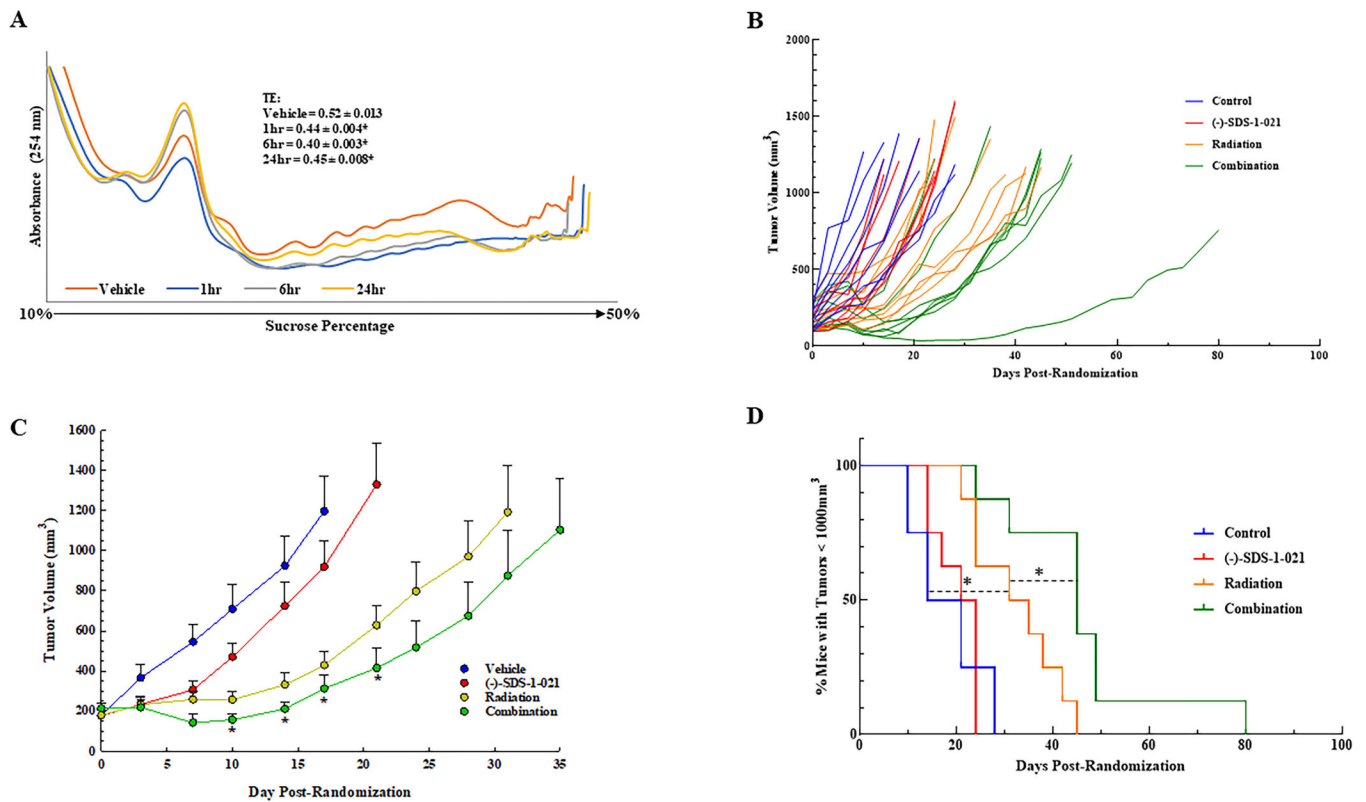 A
Absorbance (254 nm)
TE:
Vehicle = 0.52 ± 0.013
1hr = 0.44 ± 0.004*
6hr = 0.40 ± 0.003*
24hr = 0.45 ± 0.008*
Vehicle 1hr 6hr 24hr
10% 50%
Sucrose Percentage
B
Tumor Volume (mm3)
2000
1500
1000
500
0
0 20 40 60 80 100
Days Post-Randomization
Control
(-)-SDS-1-021
Radiation
Combination
C
Tumor Volume (mm3)
1600
1400
1200
1000
800
600
400
200
0
0 5 10 15 20 25 30 35
Day Post-Randomization
Vehicle
(-)-SDS-1-021
Radiation
Combination
* * * *
D
%Mice with Tumors < 1000mm3
100
50
0
0 20 40 60 80 100
Days Post-Randomization
* *
Control
(-)-SDS-1-021
Radiation
Combination